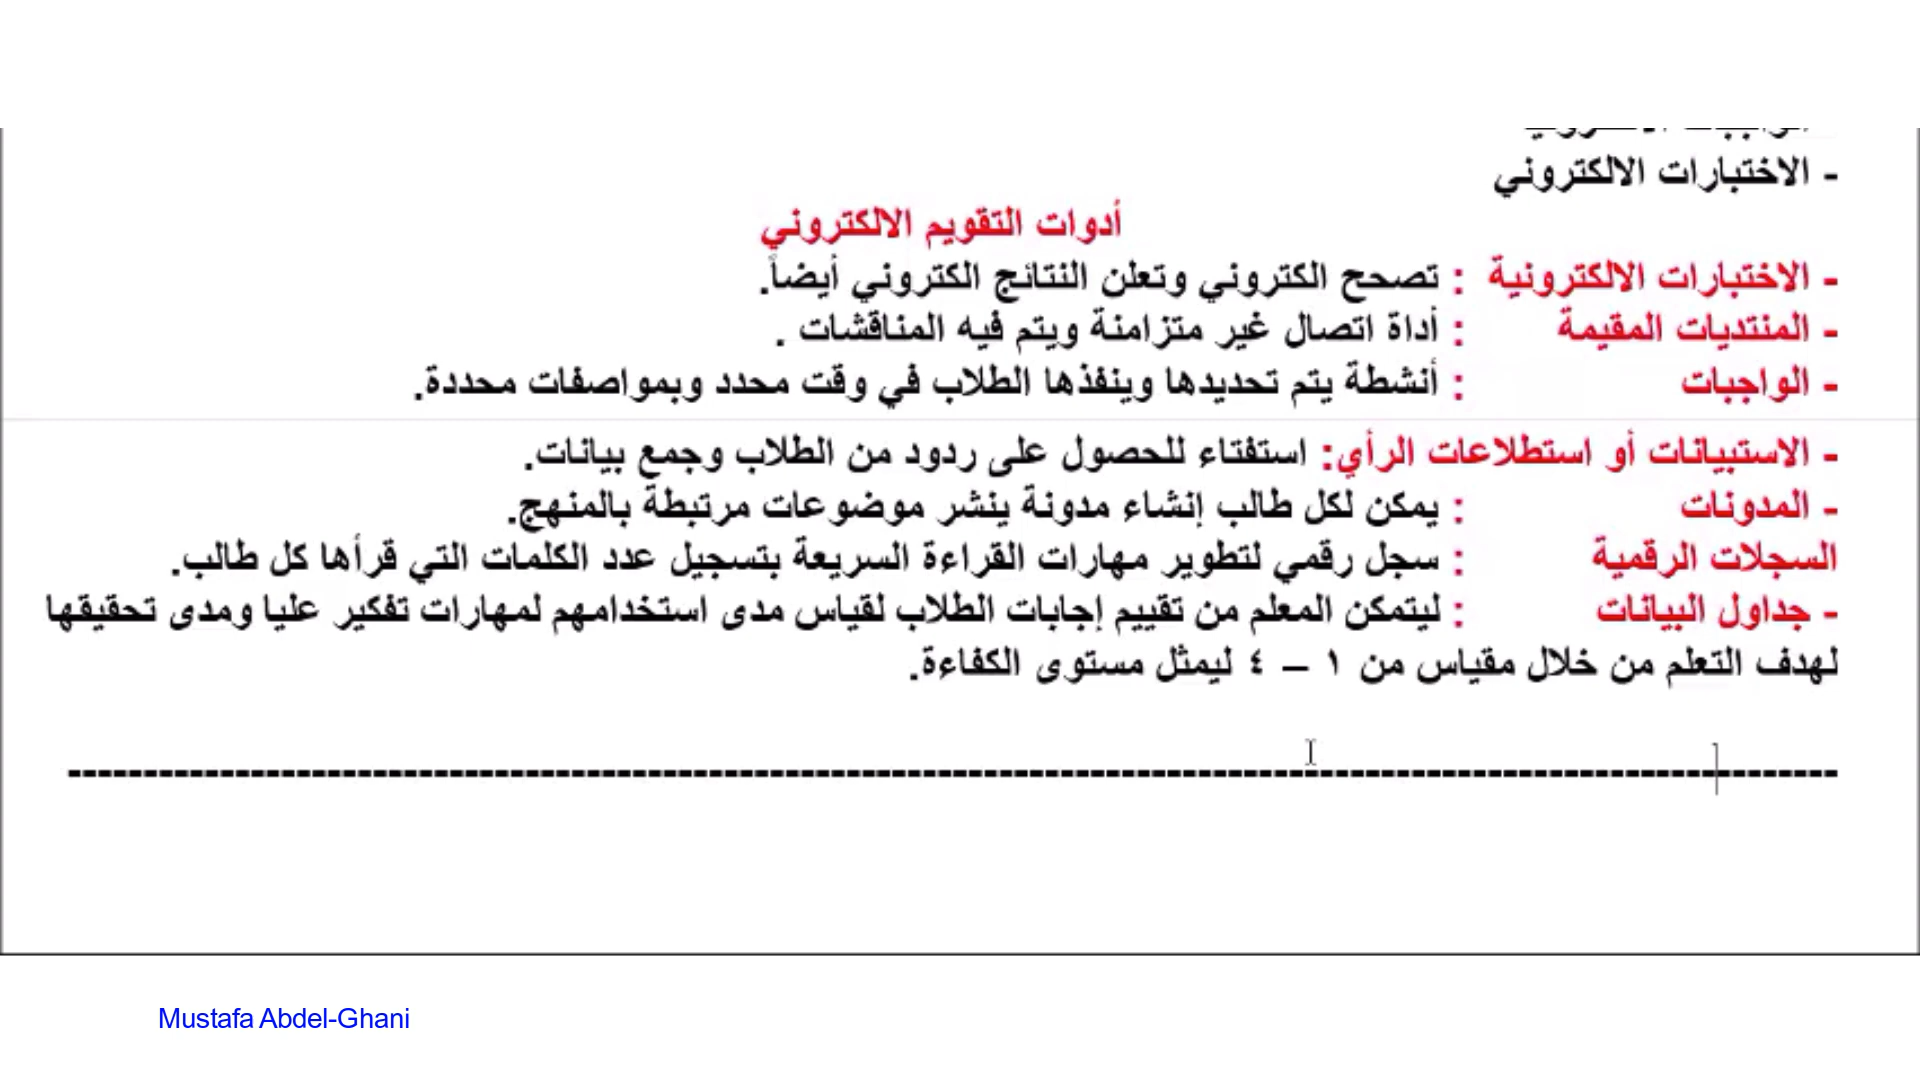 - الاختبارات الالكتروني
أدوات التقويم الالكتروني
- الاختبارات الالكترونية : تصحح الكتروني وتعلن النتائج الكتروني أيضاً.
- المنتديات المقيمة : أداة اتصال غير متزامنة ويتم فيه المناقشات .
- الواجبات : أنشطة يتم تحديدها وينفذها الطلاب في وقت محدد وبمواصفات محددة.
- الاستبيانات أو استطلاعات الرأي: استفتاء للحصول على ردود من الطلاب وجمع بيانات.
- المدونات : يمكن لكل طالب إنشاء مدونة ينشر موضوعات مرتبطة بالمنهج.
السجلات الرقمية : سجل رقمي لتطوير مهارات القراءة السريعة بتسجيل عدد الكلمات التي قرأها كل طالب.
- جداول البيانات : ليتمكن المعلم من تقييم إجابات الطلاب لقياس مدى استخدامهم لمهارات تفكير عليا ومدى تحقيقها
لهدف التعلم من خلال مقياس من ١ – ٤ ليمثل مستوى الكفاءة.
Mustafa Abdel-Ghani